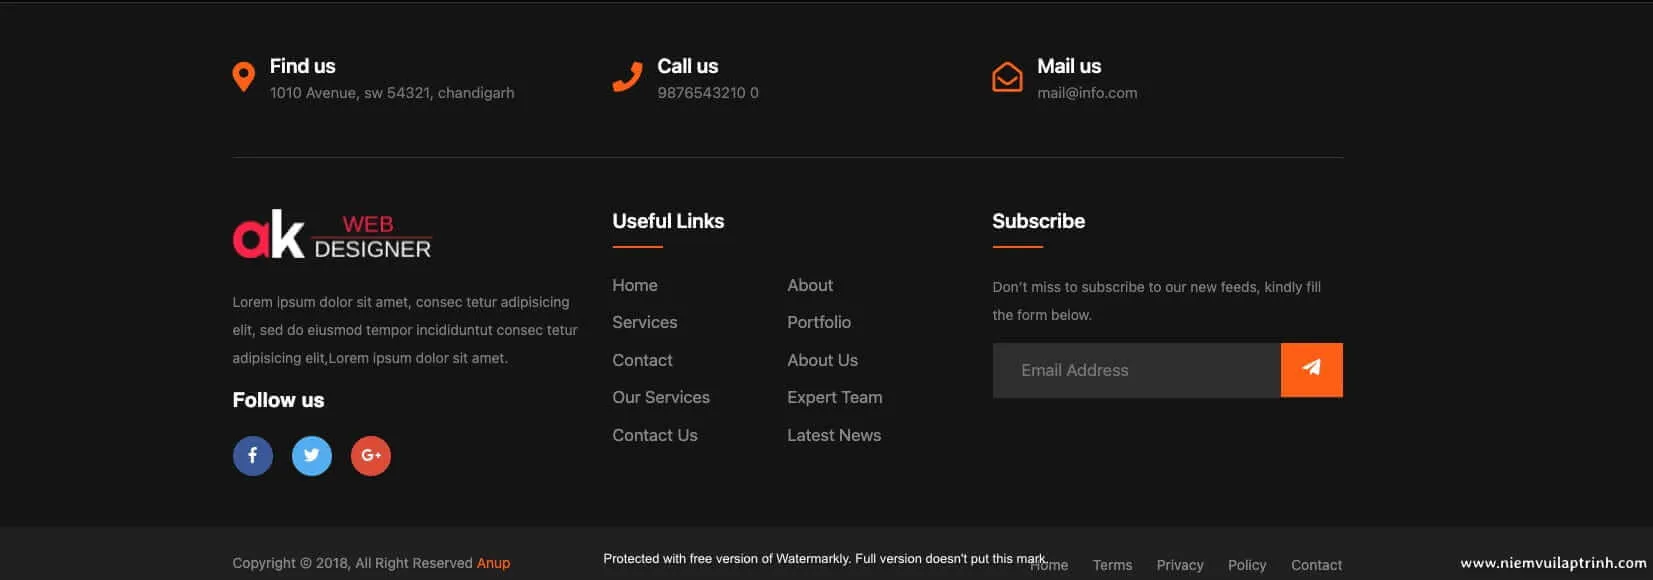 Find us
1010 Avenue, sw 54321, chandigarh
Call us
9876543210 0
Mail us
mail@info.com
ak WEB DESIGNER
Lorem ipsum dolor sit amet, consec tetur adipisicing
elit, sed do eiusmod tempor incididuntut consec tetur
adipisicing elit,Lorem ipsum dolor sit amet.
Follow us
f
G+
Useful Links
Home
About
Services
Portfolio
Contact
About Us
Our Services
Expert Team
Contact Us
Latest News
Subscribe
Don't miss to subscribe to our new feeds, kindly fill
the form below.
Email Address
Copyright © 2018, All Right Reserved Anup
Protected with free version of Watermarkly. Full version doesn't put this mark.
Home Terms Privacy Policy Contact
www.niemvuilaptrinh.com